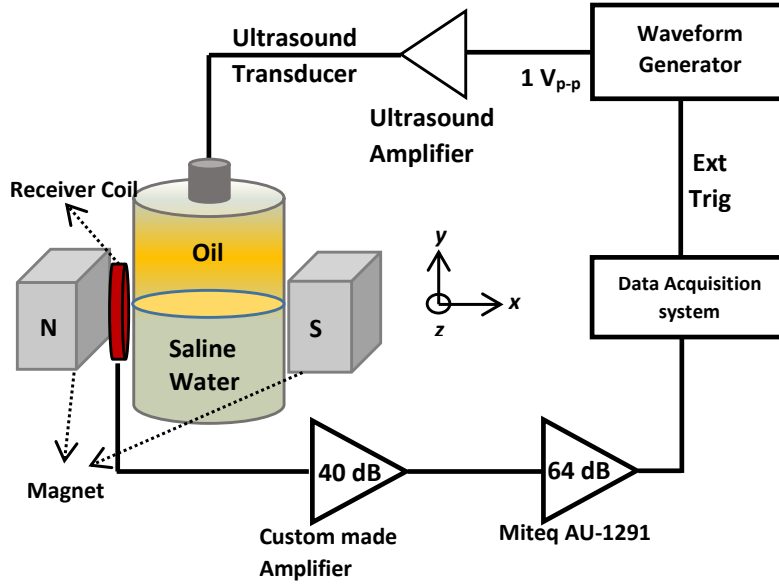 Ultrasound
Transducer
Waveform
Generator
1 Vp-p
Ultrasound
Amplifier
Receiver Coil
Ext
Trig
Oil
y
x
z
N
S
Data Acquisition
system
Saline
Water
Magnet
40 dB
64 dB
Custom made
Amplifier
Miteq AU-1291